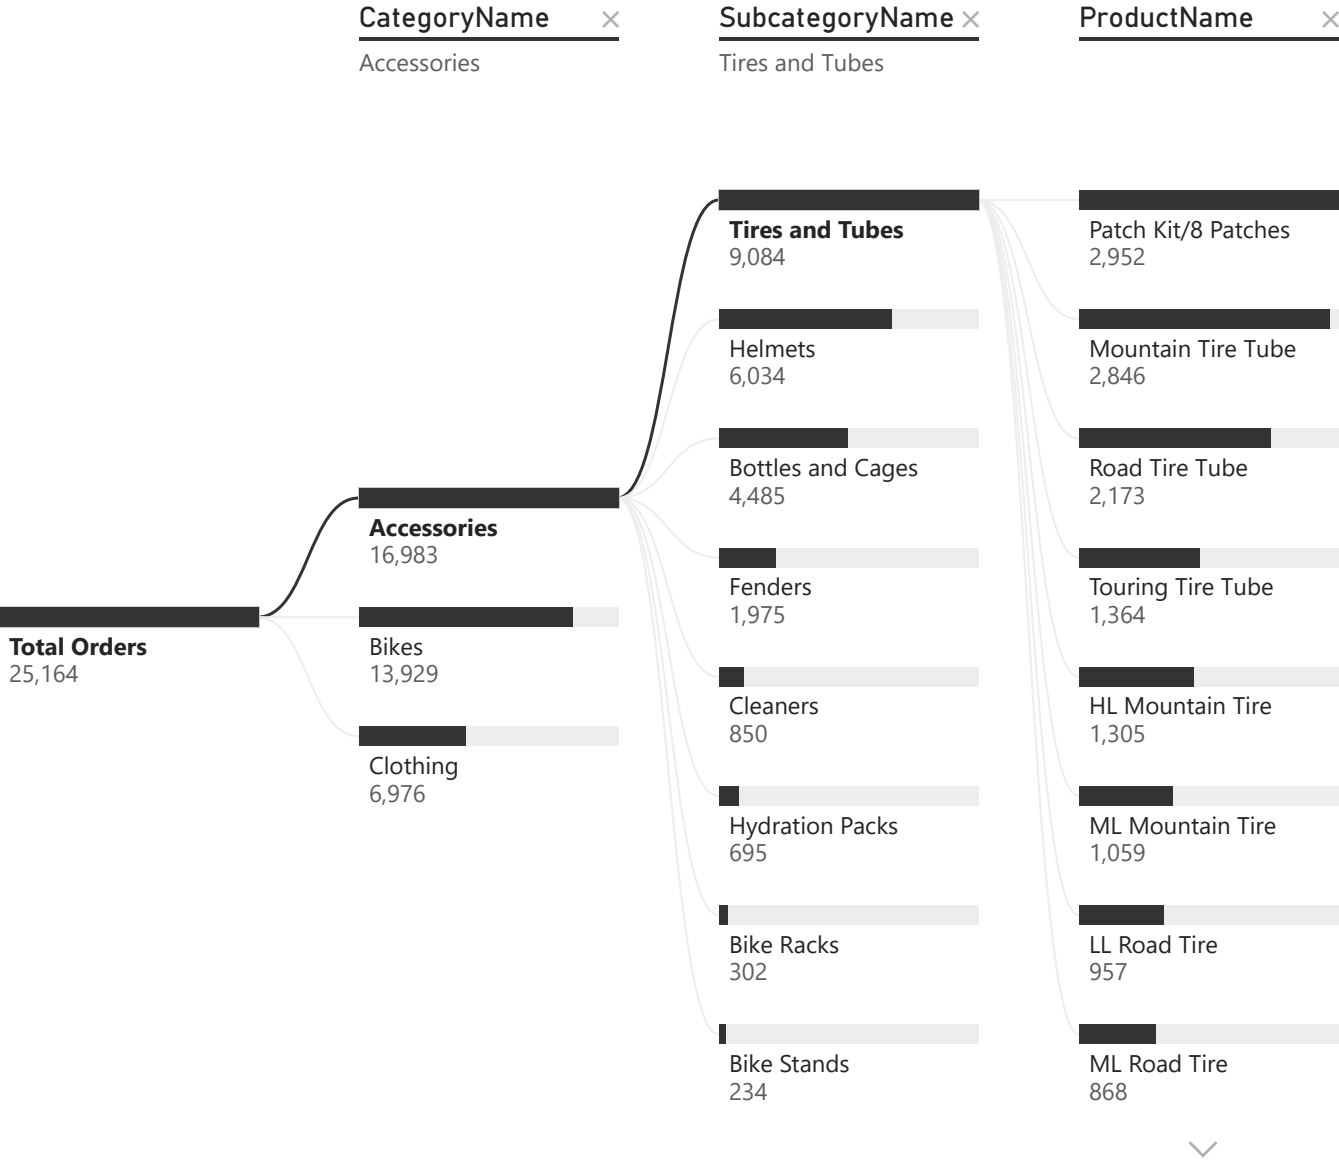 CategoryName
Accessories
SubcategoryName
Tires and Tubes
ProductName
Total Orders
25,164
Accessories
16,983
Bikes
13,929
Clothing
6,976
Tires and Tubes
9,084
Helmets
6,034
Bottles and Cages
4,485
Fenders
1,975
Cleaners
850
Hydration Packs
695
Bike Racks
302
Bike Stands
234
Patch Kit/8 Patches
2,952
Mountain Tire Tube
2,846
Road Tire Tube
2,173
Touring Tire Tube
1,364
HL Mountain Tire
1,305
ML Mountain Tire
1,059
LL Road Tire
957
ML Road Tire
868